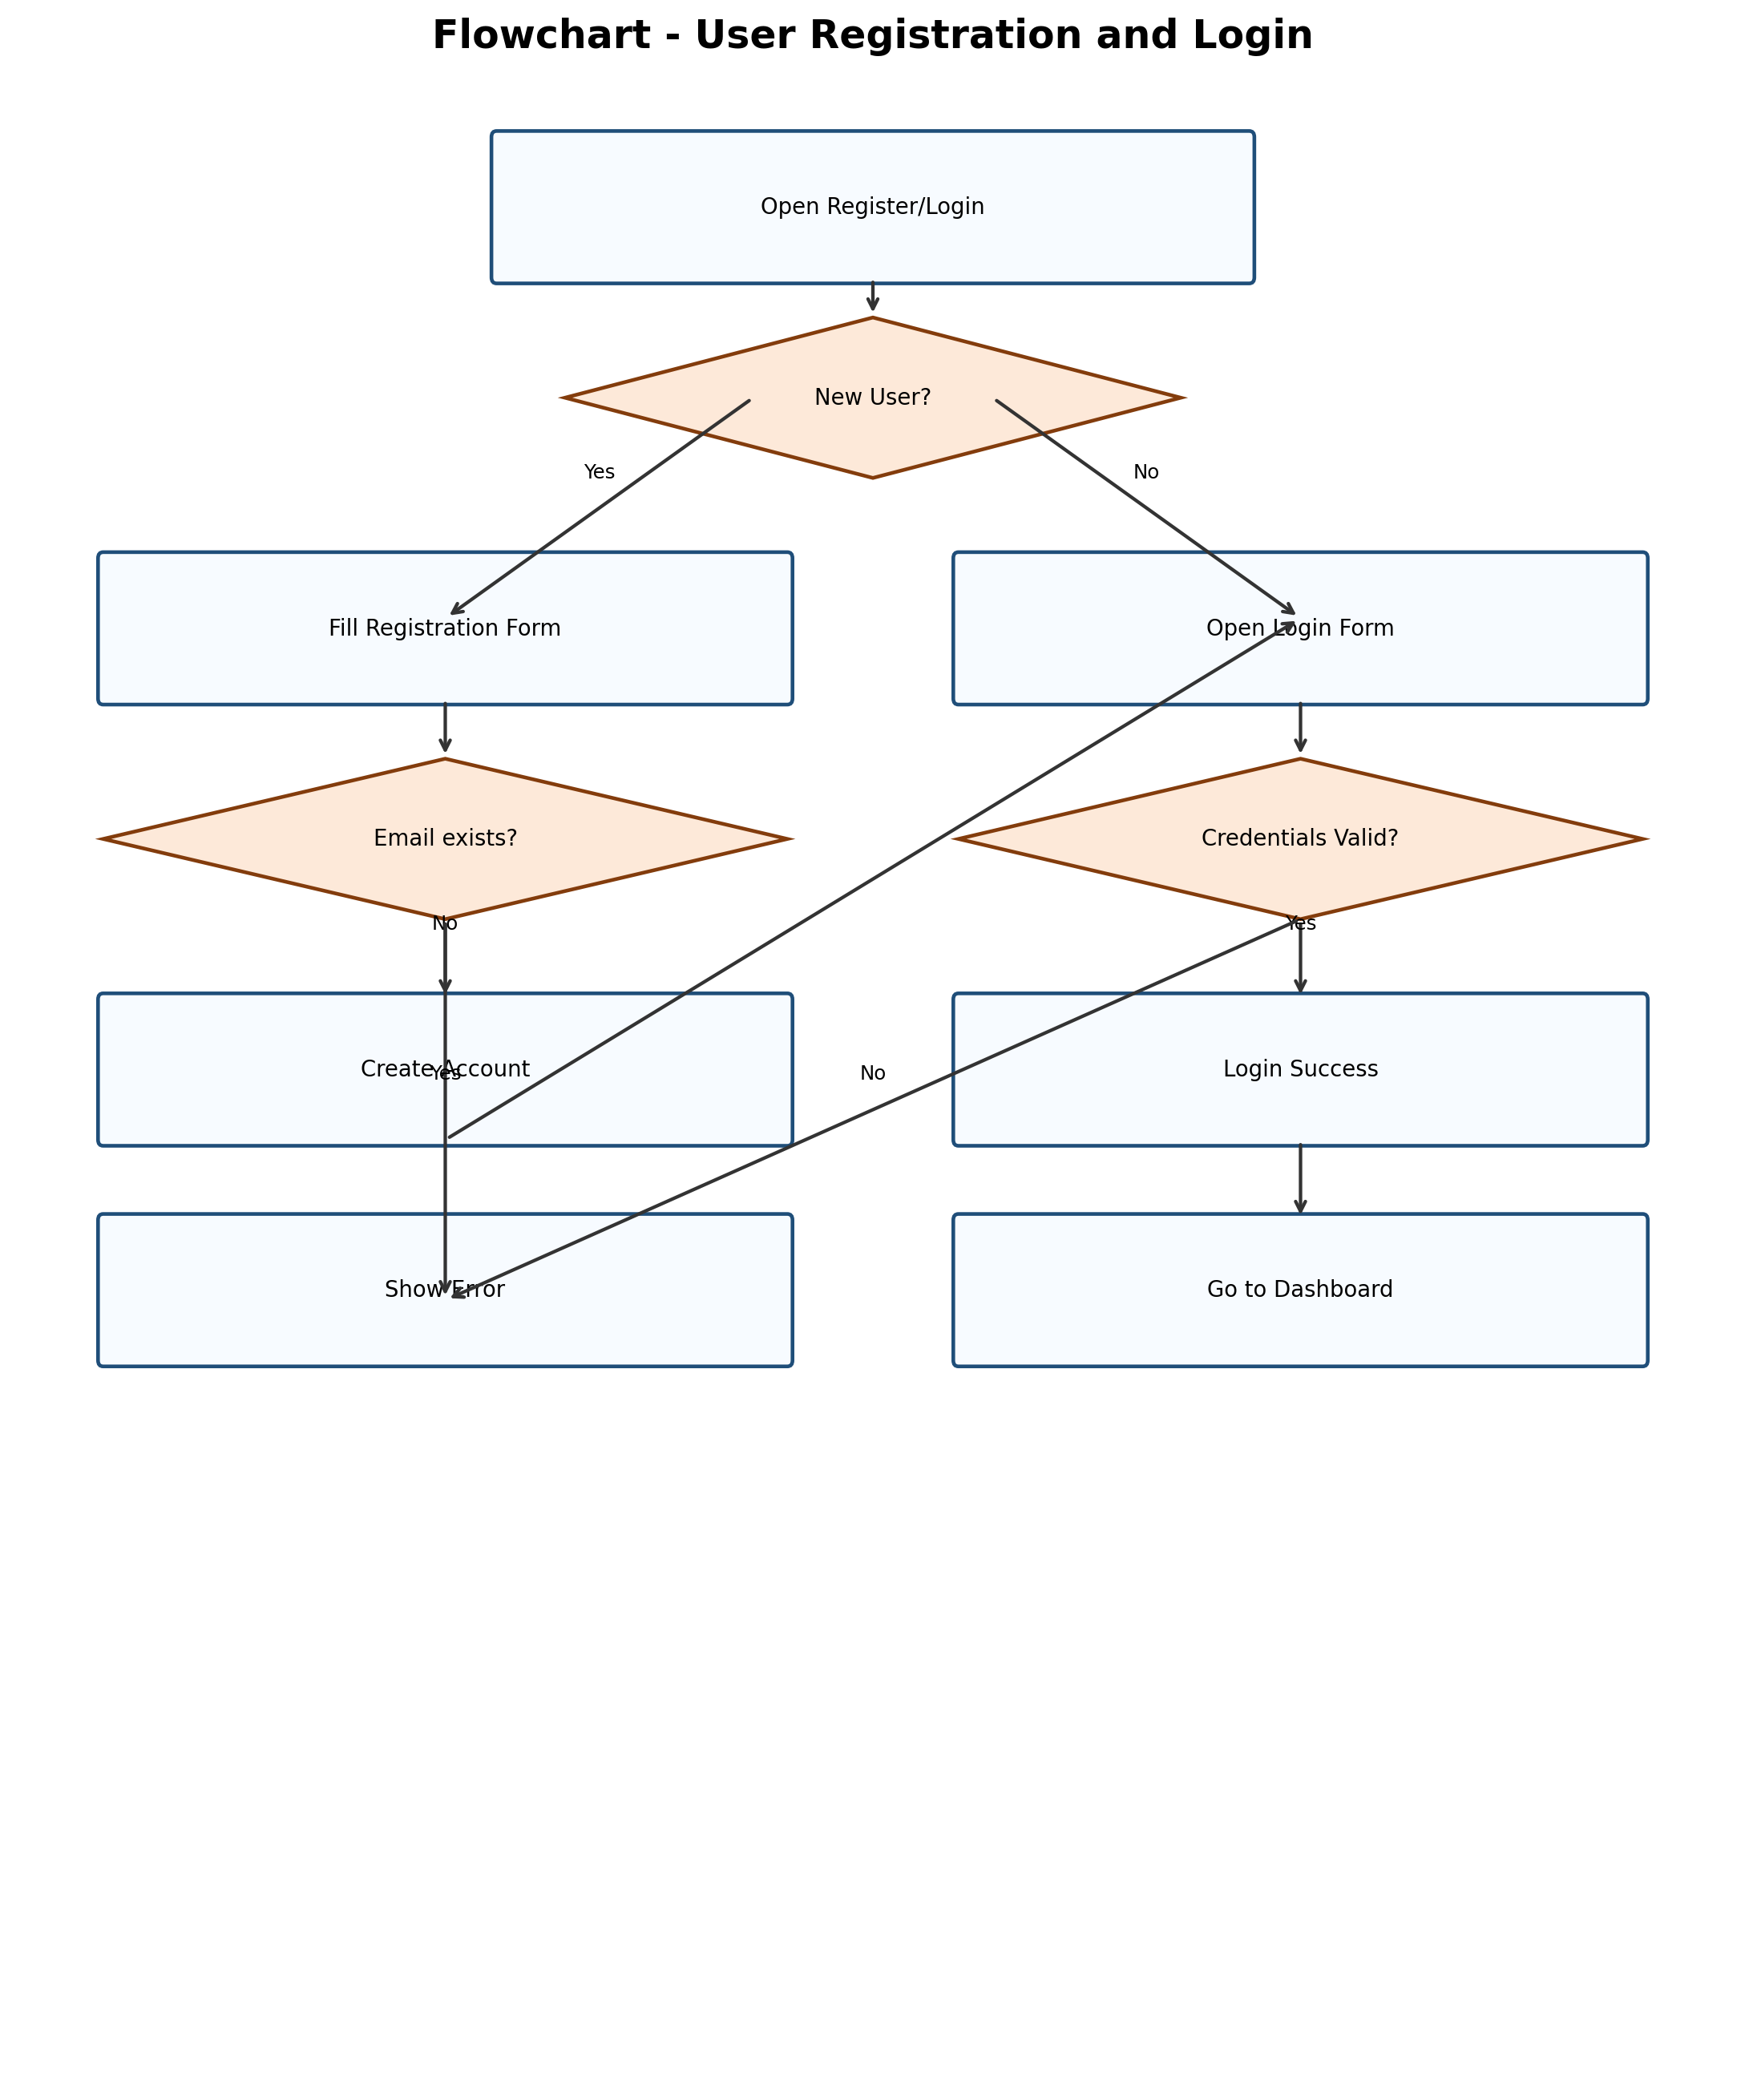 Flowchart - User Registration and Login
Open Register/Login
New User?
Yes
No
Fill Registration Form
Open Login Form
Email exists?
Credentials Valid?
No
Yes
Create Account
Yes
No
Login Success
Show Error
Go to Dashboard